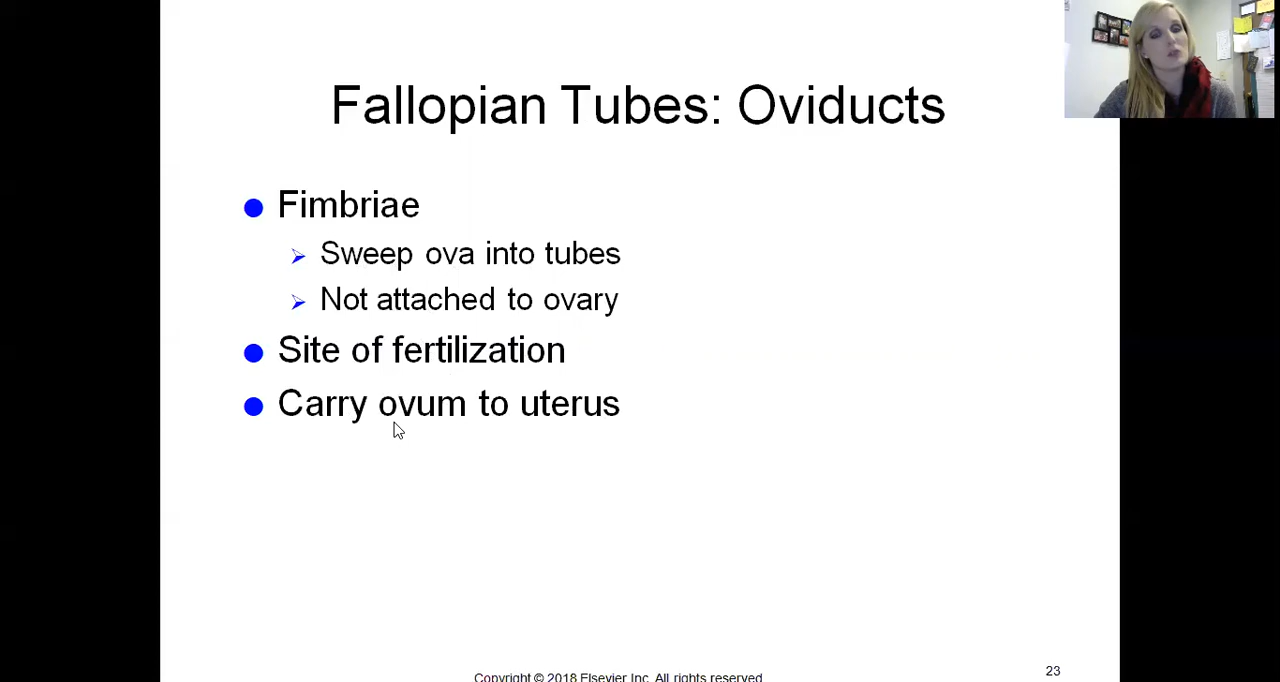 Fallopian Tubes: Oviducts
Fimbriae
Sweep ova into tubes
Not attached to ovary
Site of fertilization
Carry ovum to uterus
Copyright © 2018 Elsevier Inc. All rights reserved
23